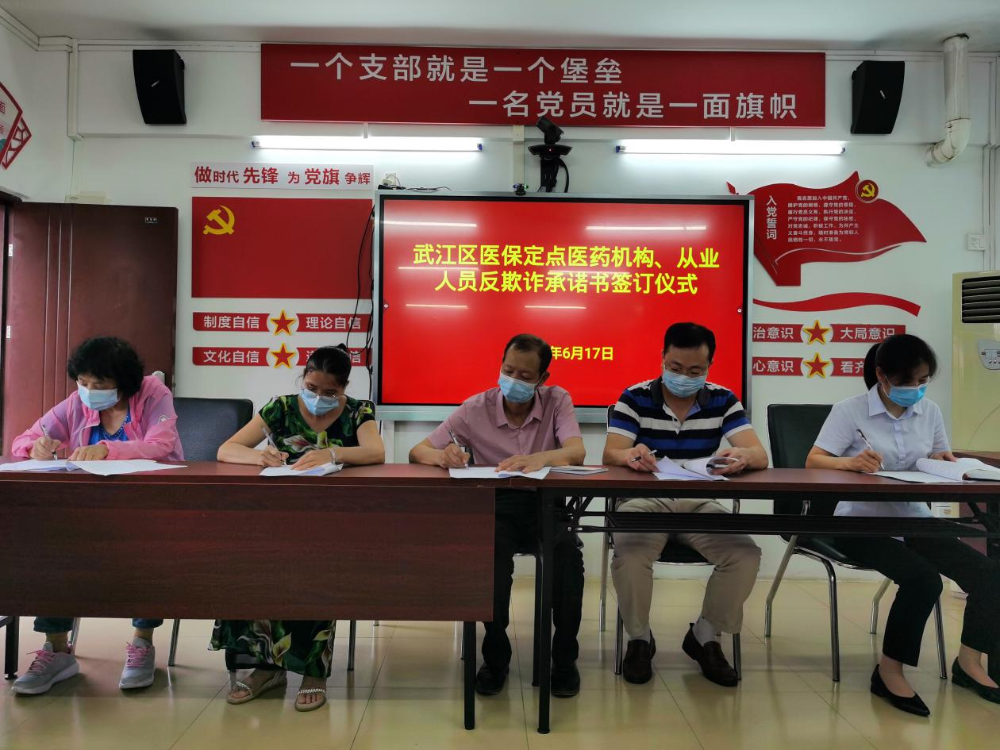 一个支部就是一个堡垒
一名党员就是一面旗帜
做时代先锋 为党旗争辉
武江区医保定点医药机构、从业
人员反欺诈承诺书签订仪式
年6月17日
制度自信
理论自信
文化自信
信
入党誓词
我志愿加入中国共产党,
拥护党的纲领,遵守党的章程,
履行党员义务,执行党的决定,
严守党的纪律,保守党的秘密,
对党忠诚,积极工作,为共产主
义奋斗终身,随时准备为党和人
民牺牲一切,永不叛党。
治意识
大局意识
心意识
看齐
面